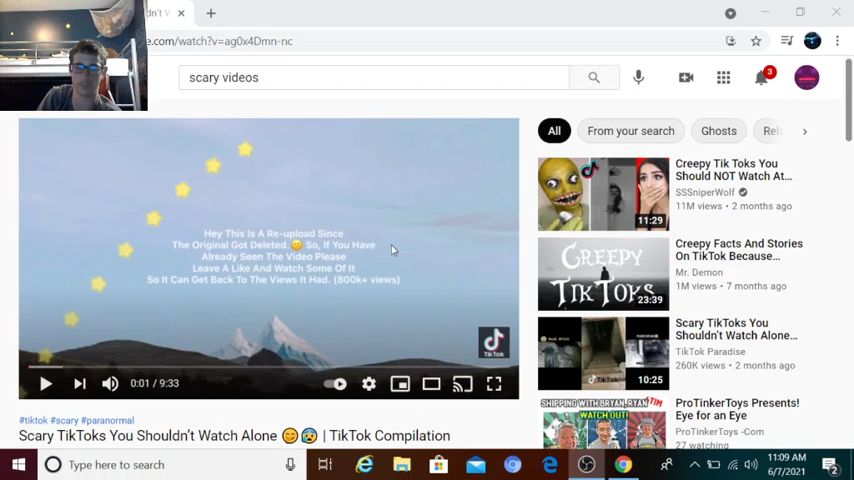 n't W
e.com/watch?v=ag0x4Dmn-nc
scary videos
3
All
From your search
Ghosts
Rel
Hey This Is A Re-upload Since
The Original Got Deleted. 😕 So, If You Have
Already Seen The Video Please
Leave A Like And Watch Some Of It
So It Can Get Back To The Views It Had. (800k+ views)
TikTok
0:01 / 9:33
#tiktok #scary #paranormal
Scary TikToks You Shouldn't Watch Alone 😊😰 | TikTok Compilation
11:29
Creepy Tik Toks You
Should NOT Watch At...
SSSniperWolf
11M views • 2 months ago
CREEPY
TIKTOKS
23:39
Creepy Facts And Stories
On TikTok Because...
Mr. Demon
1M views • 7 months ago
TikTok
10:25
Scary TikToks You
Shouldn't Watch Alone...
TikTok Paradise
260K views • 2 months ago
SHIPPING WITH BRYAN, RYAN
TIM
WATCH OUT!
ProTinkerToys Presents!
Eye for an Eye
ProTinkerToys -Com
27 watching
Type here to search
11:09 AM
6/7/2021
2